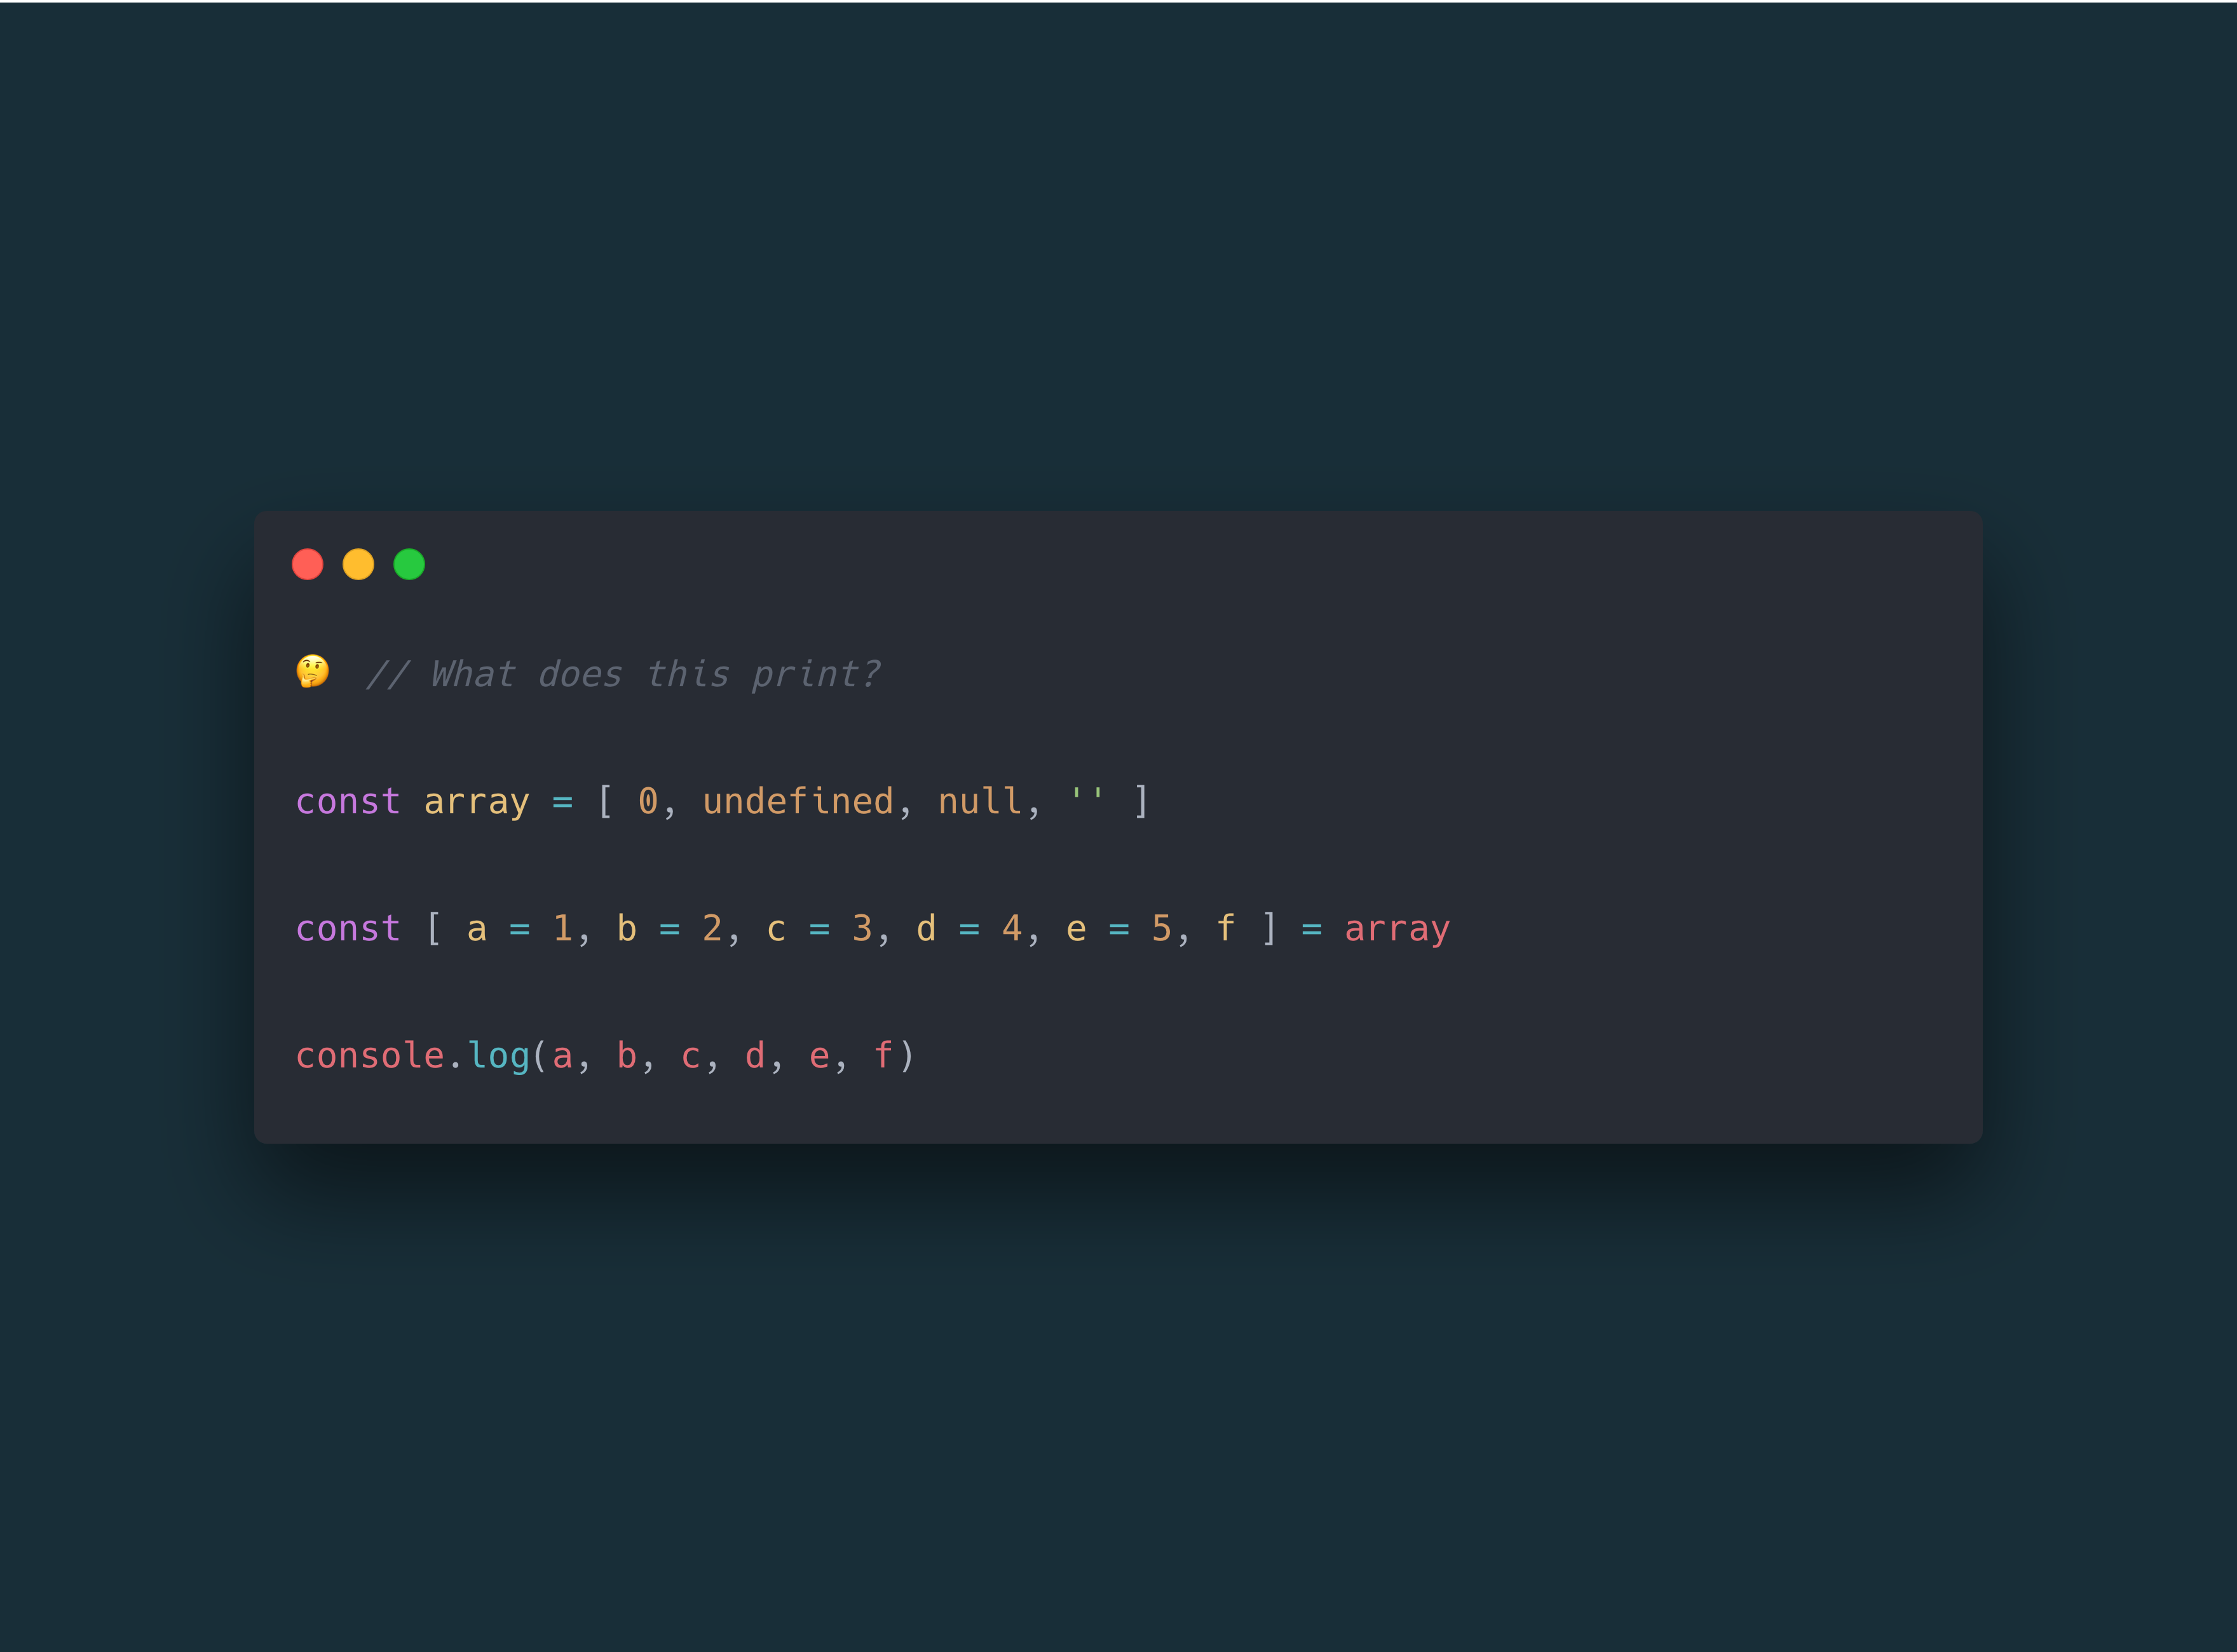 🤔 // What does this print?
const array = [ 0, undefined, null, '' ]
const [ a = 1, b = 2, c = 3, d = 4, e = 5, f ] = array
console.log(a, b, c, d, e, f)